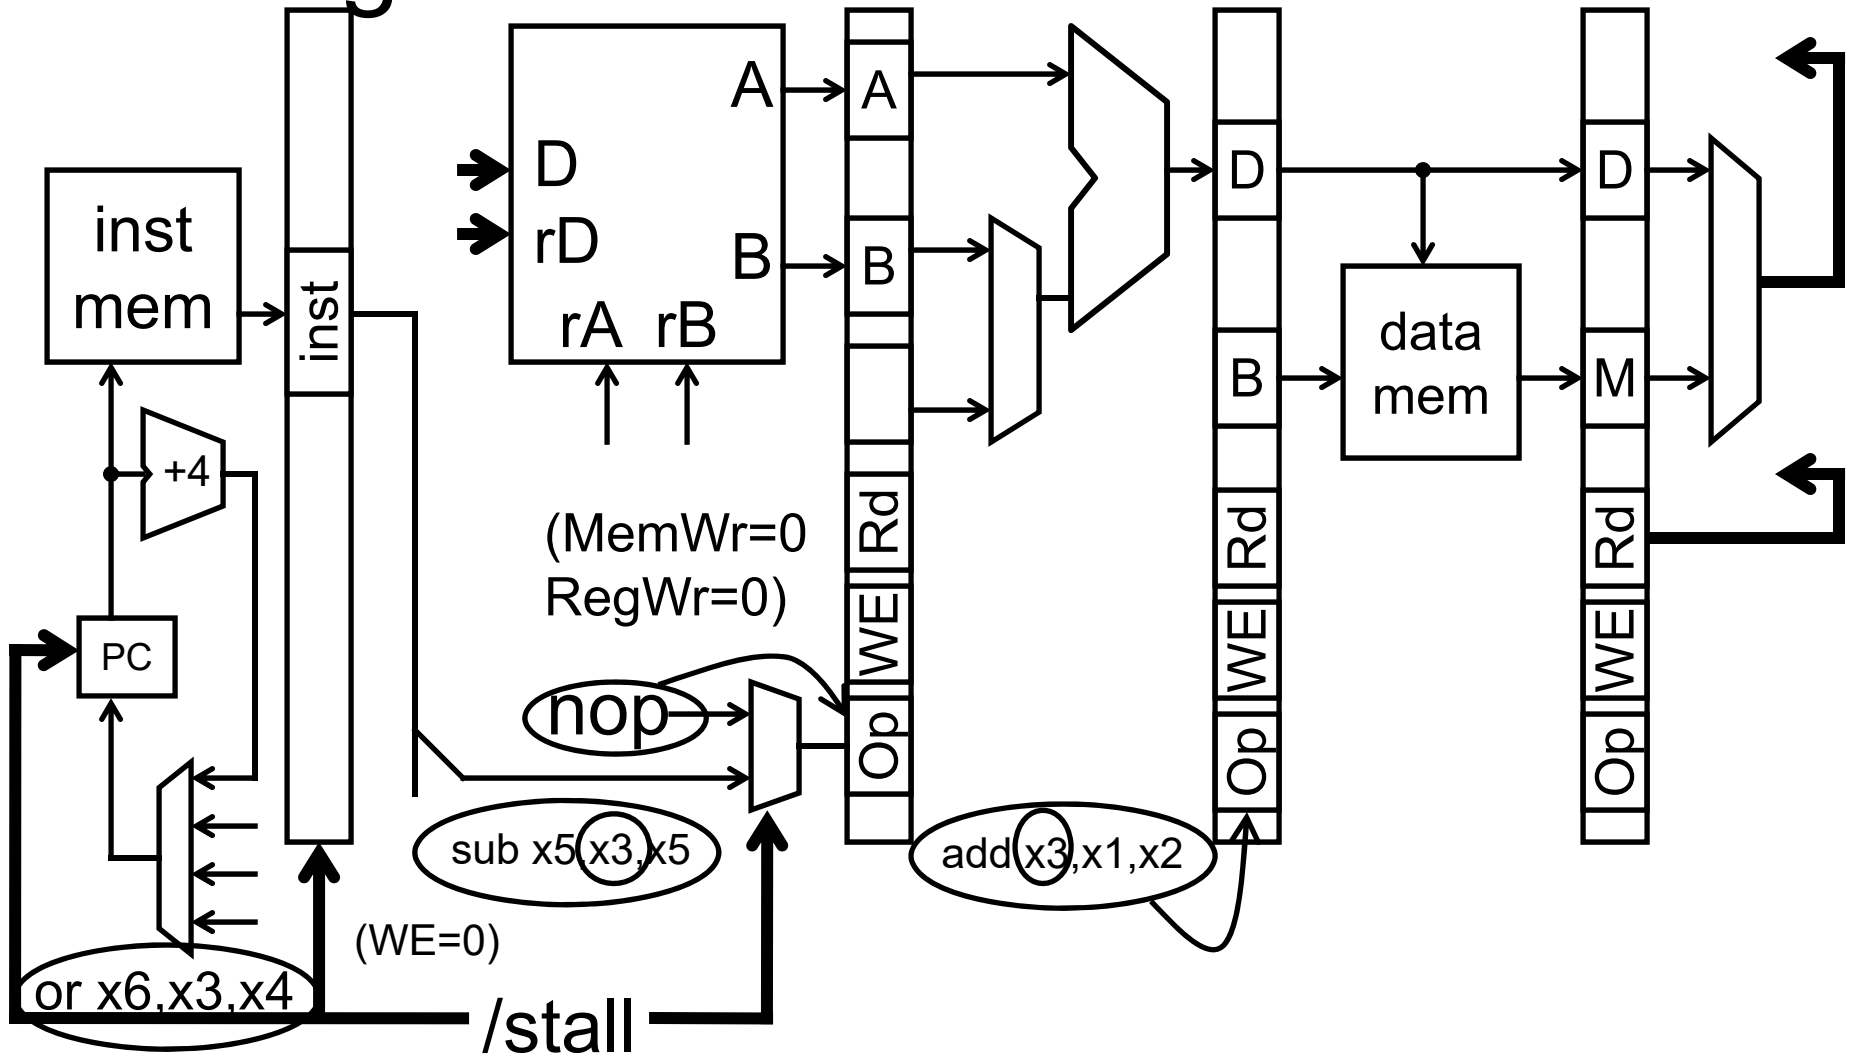 inst
mem
+4
PC
inst
D
rD
A
B
rA rB
(MemWr=0
RegWr=0)
nop
A
B
Rd
WE
Op
D
B
Rd
WE
Op
data
mem
D
M
Rd
WE
Op
sub x5,x3,x5
add x3,x1,x2
or x6,x3,x4
(WE=0)
/stall